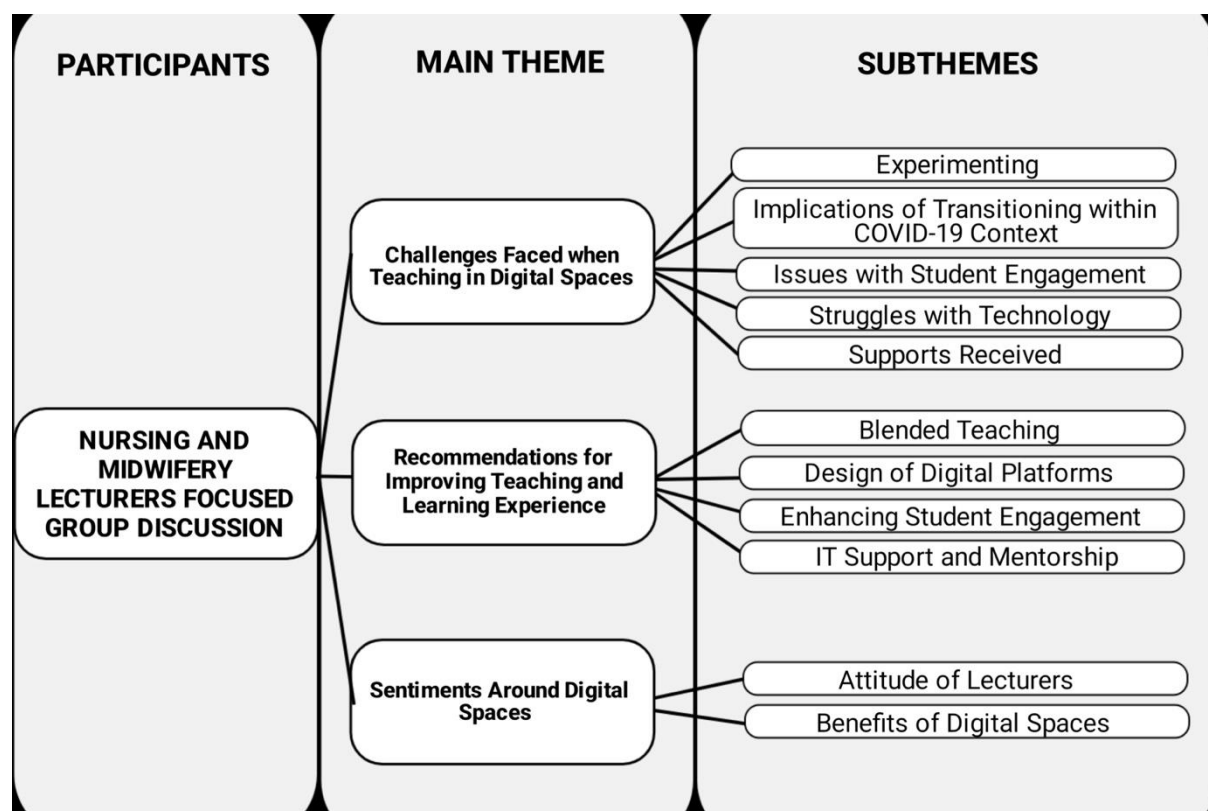 PARTICIPANTS
MAIN THEME
SUBTHEMES
NURSING AND
MIDWIFERY
LECTURERS FOCUSED
GROUP DISCUSSION
Challenges Faced when
Teaching in Digital Spaces
Experimenting
Implications of Transitioning within
COVID-19 Context
Issues with Student Engagement
Struggles with Technology
Supports Received
Recommendations for
Improving Teaching and
Learning Experience
Blended Teaching
Design of Digital Platforms
Enhancing Student Engagement
IT Support and Mentorship
Sentiments Around Digital
Spaces
Attitude of Lecturers
Benefits of Digital Spaces